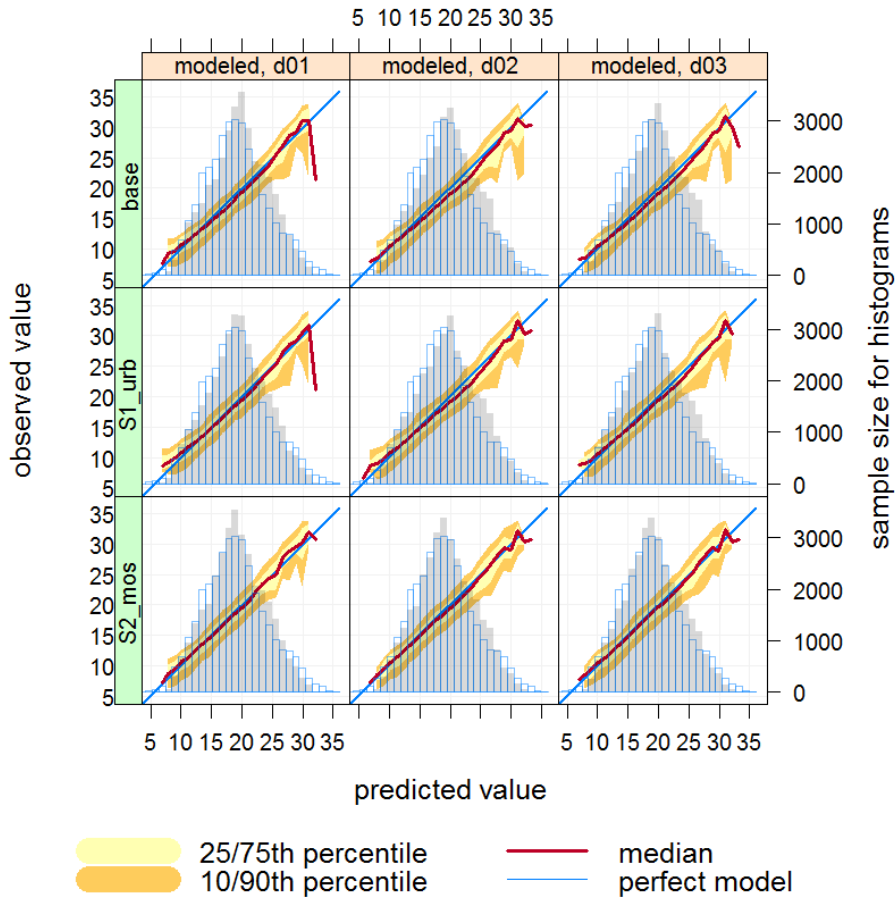 5 10 15 20 25 30 35
modeled, d01 modeled, d02 modeled, d03
base
35
30
25
20
15
10
5
3000
2000
1000
0
S1_urb
35
30
25
20
15
10
5
3000
2000
1000
0
S2_mos
35
30
25
20
15
10
5
3000
2000
1000
0
observed value
sample size for histograms
5 10 15 20 25 30 35 5 10 15 20 25 30 35
predicted value
25/75th percentile
10/90th percentile
median
perfect model